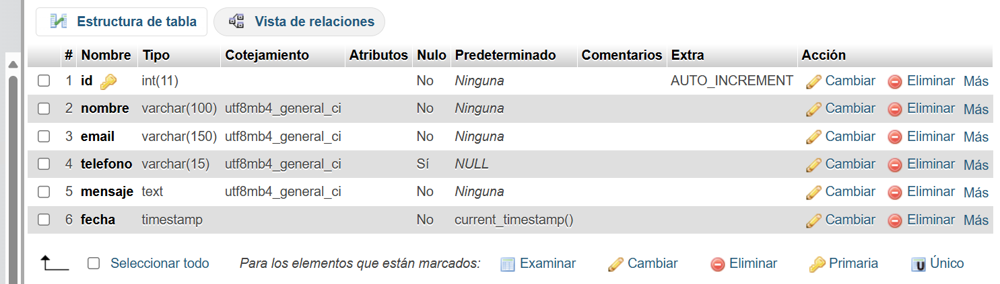 Estructura de tabla Vista de relaciones
# Nombre Tipo Cotejamiento Atributos Nulo Predeterminado Comentarios Extra Acción
1 id int(11) No Ninguna AUTO_INCREMENT Cambiar Eliminar Más
2 nombre varchar(100) utf8mb4_general_ci No Ninguna Cambiar Eliminar Más
3 email varchar(150) utf8mb4_general_ci No Ninguna Cambiar Eliminar Más
4 telefono varchar(15) utf8mb4_general_ci Sí NULL Cambiar Eliminar Más
5 mensaje text utf8mb4_general_ci No Ninguna Cambiar Eliminar Más
6 fecha timestamp No current_timestamp() Cambiar Eliminar Más
Seleccionar todo Para los elementos que están marcados: Examinar Cambiar Eliminar Primaria U Único